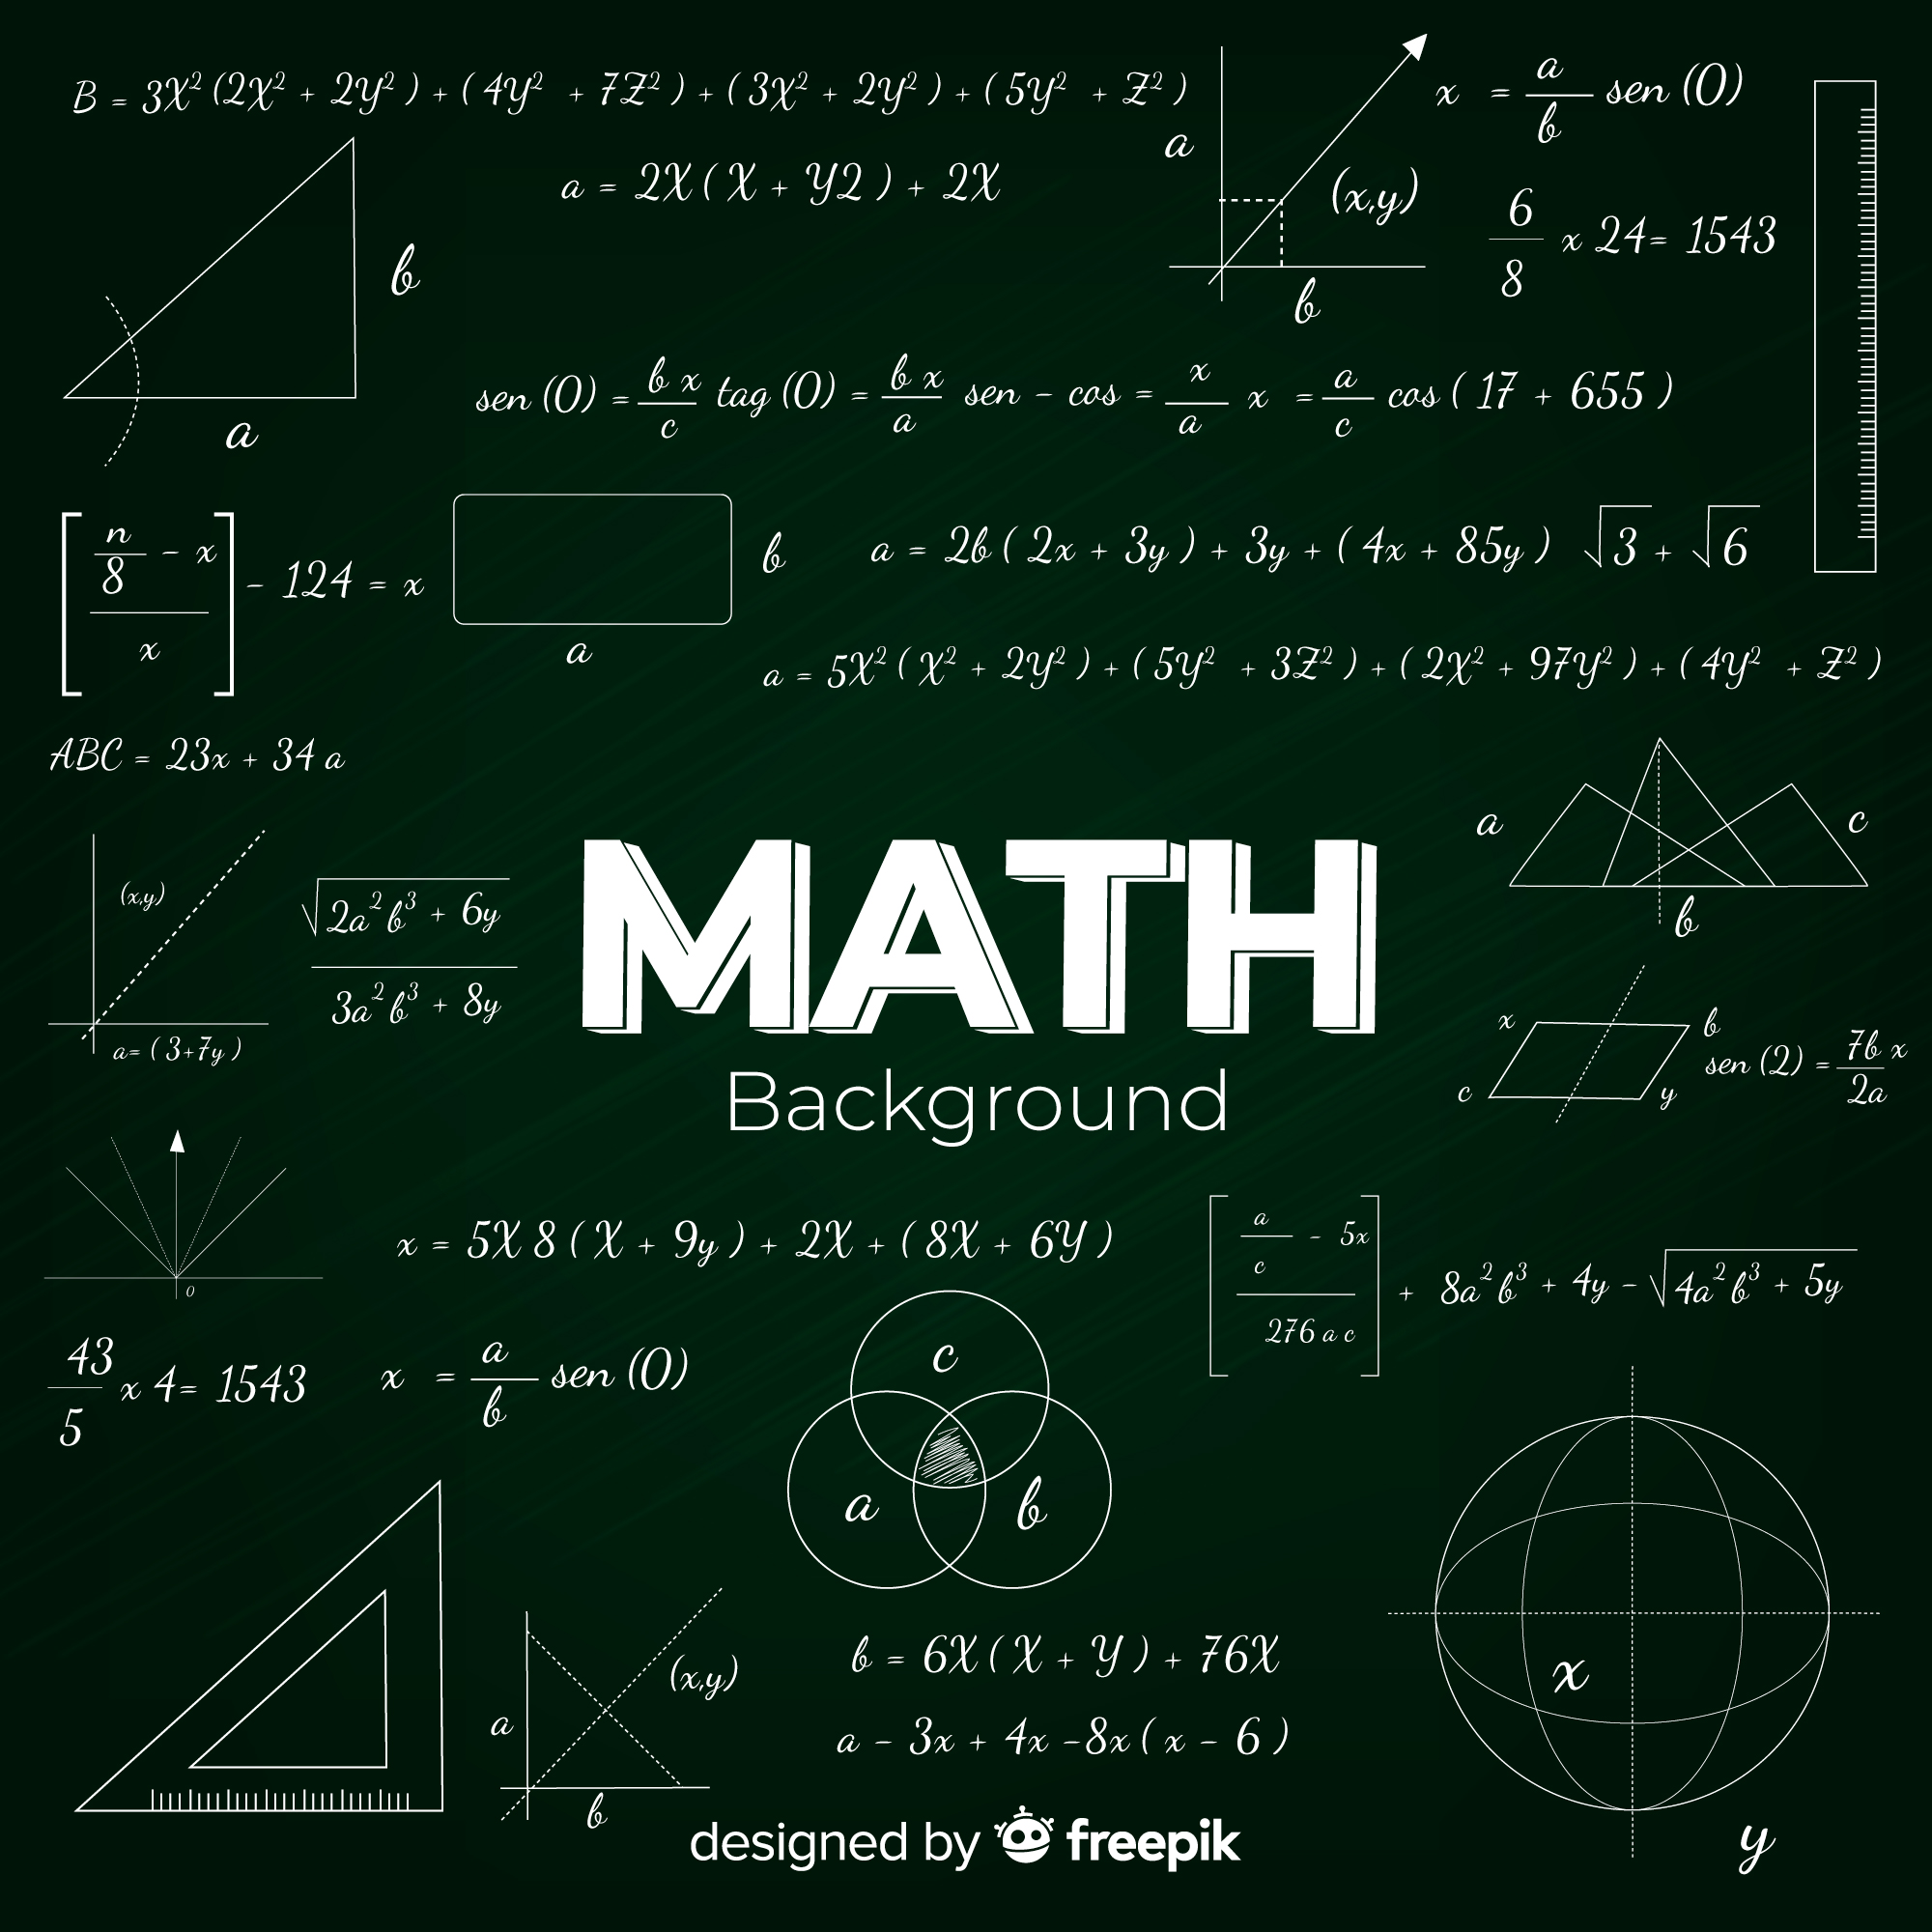 B = 3X² (2X² + 2Y² ) + ( 4Y² + 7Z² ) + ( 3X² + 2Y² ) + ( 5Y² + Z² )
a = 2X ( X + Y2 ) + 2X
b
a
a
(x,y)
b
x = a/b sen (O)
6/8 x 24= 1543
sen (O) = b x/c tag (O) = b x/a sen - cos = x/a x = a/c cos ( 17 + 655 )
[ (n/8 - x)/x ] - 124 = x
b
a
a = 2b ( 2x + 3y ) + 3y + ( 4x + 85y ) √3 + √6
a = 5X² ( X² + 2Y² ) + ( 5Y² + 3Z² ) + ( 2X² + 97Y² ) + ( 4Y² + Z² )
ABC = 23x + 34 a
a
c
b
(x,y)
a= ( 3+7y )
√(2a²b³ + 6y)
3a²b³ + 8y
MATH
Background
x
b
c
y
sen (2) = 7b x/2a
0
x = 5X 8 ( X + 9y ) + 2X + ( 8X + 6Y )
[ (a/c - 5x)/276 a c ] + 8a²b³ + 4y - √(4a²b³ + 5y)
43/5 x 4= 1543
x = a/b sen (O)
c
a
b
(x,y)
a
b
b = 6X ( X + Y ) + 76X
a - 3x + 4x -8x ( x - 6 )
x
y
designed by freepik